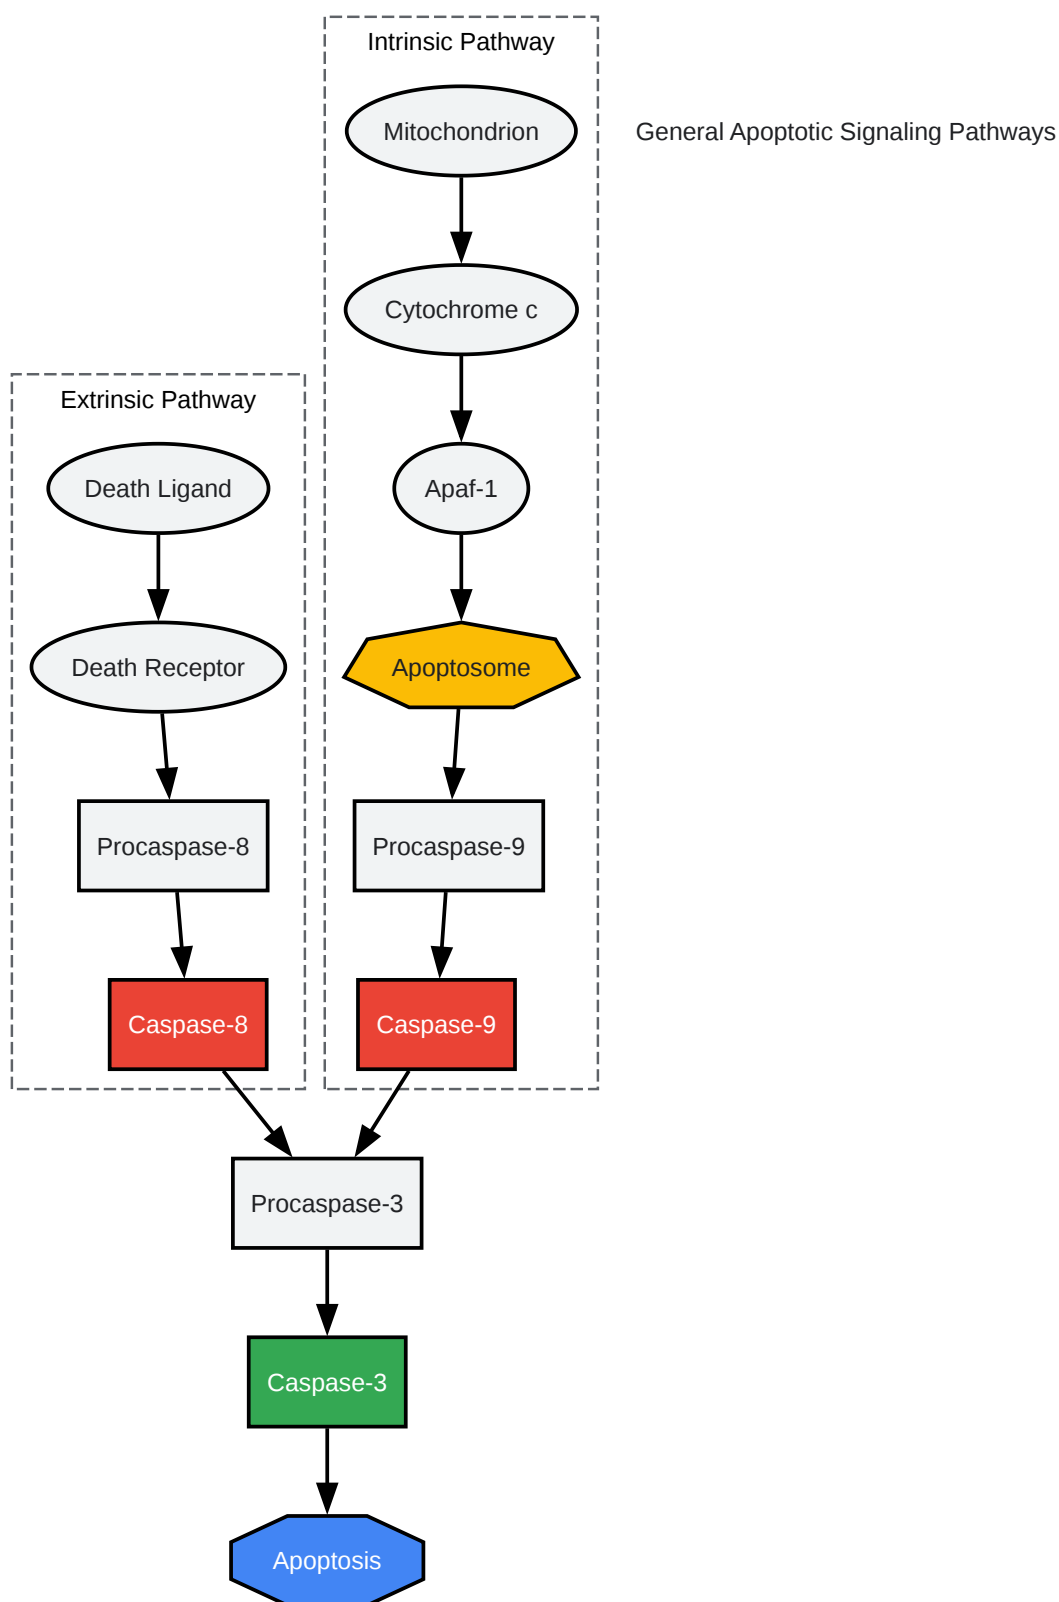 Intrinsic Pathway
Mitochondrion
General Apoptotic Signaling Pathways
Cytochrome c
Extrinsic Pathway
Death Ligand
Apaf-1
Death Receptor
Apoptosome
Procaspase-8
Procaspase-9
Caspase-8
Caspase-9
Procaspase-3
Caspase-3
Apoptosis